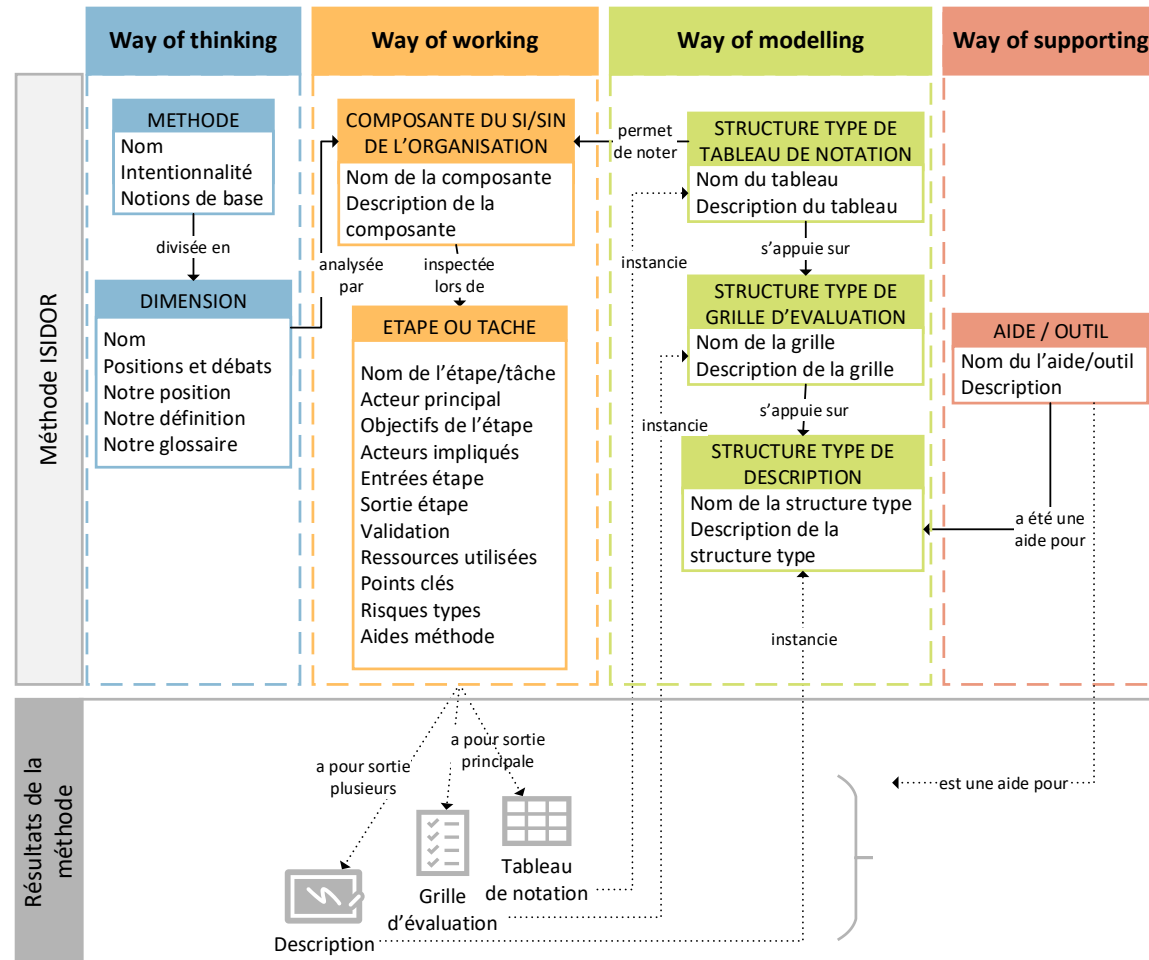 Way of thinking
Way of working
Way of modelling
Way of supporting
Méthode ISIDOR
METHODE
Nom
Intentionnalité
Notions de base
divisée en
DIMENSION
Nom
Positions et débats
Notre position
Notre définition
Notre glossaire
analysée
par
COMPOSANTE DU SI/SIN
DE L'ORGANISATION
Nom de la composante
Description de la
composante
inspectée
lors de
ETAPE OU TACHE
Nom de l'étape/tâche
Acteur principal
Objectifs de l'étape
Acteurs impliqués
Entrées étape
Sortie étape
Validation
Ressources utilisées
Points clés
Risques types
Aides méthode
permet
de noter
STRUCTURE TYPE DE
TABLEAU DE NOTATION
Nom du tableau
Description du tableau
s'appuie sur
instancie
STRUCTURE TYPE DE
GRILLE D'EVALUATION
Nom de la grille
Description de la grille
s'appuie sur
instancie
STRUCTURE TYPE DE
DESCRIPTION
Nom de la structure type
Description de la
structure type
instancie
AIDE / OUTIL
Nom du l'aide/outil
Description
a été une
aide pour
Résultats de la
méthode
a pour sortie
plusieurs
a pour sortie
principale
est une aide pour
Tableau
de notation
Grille
d'évaluation
Description